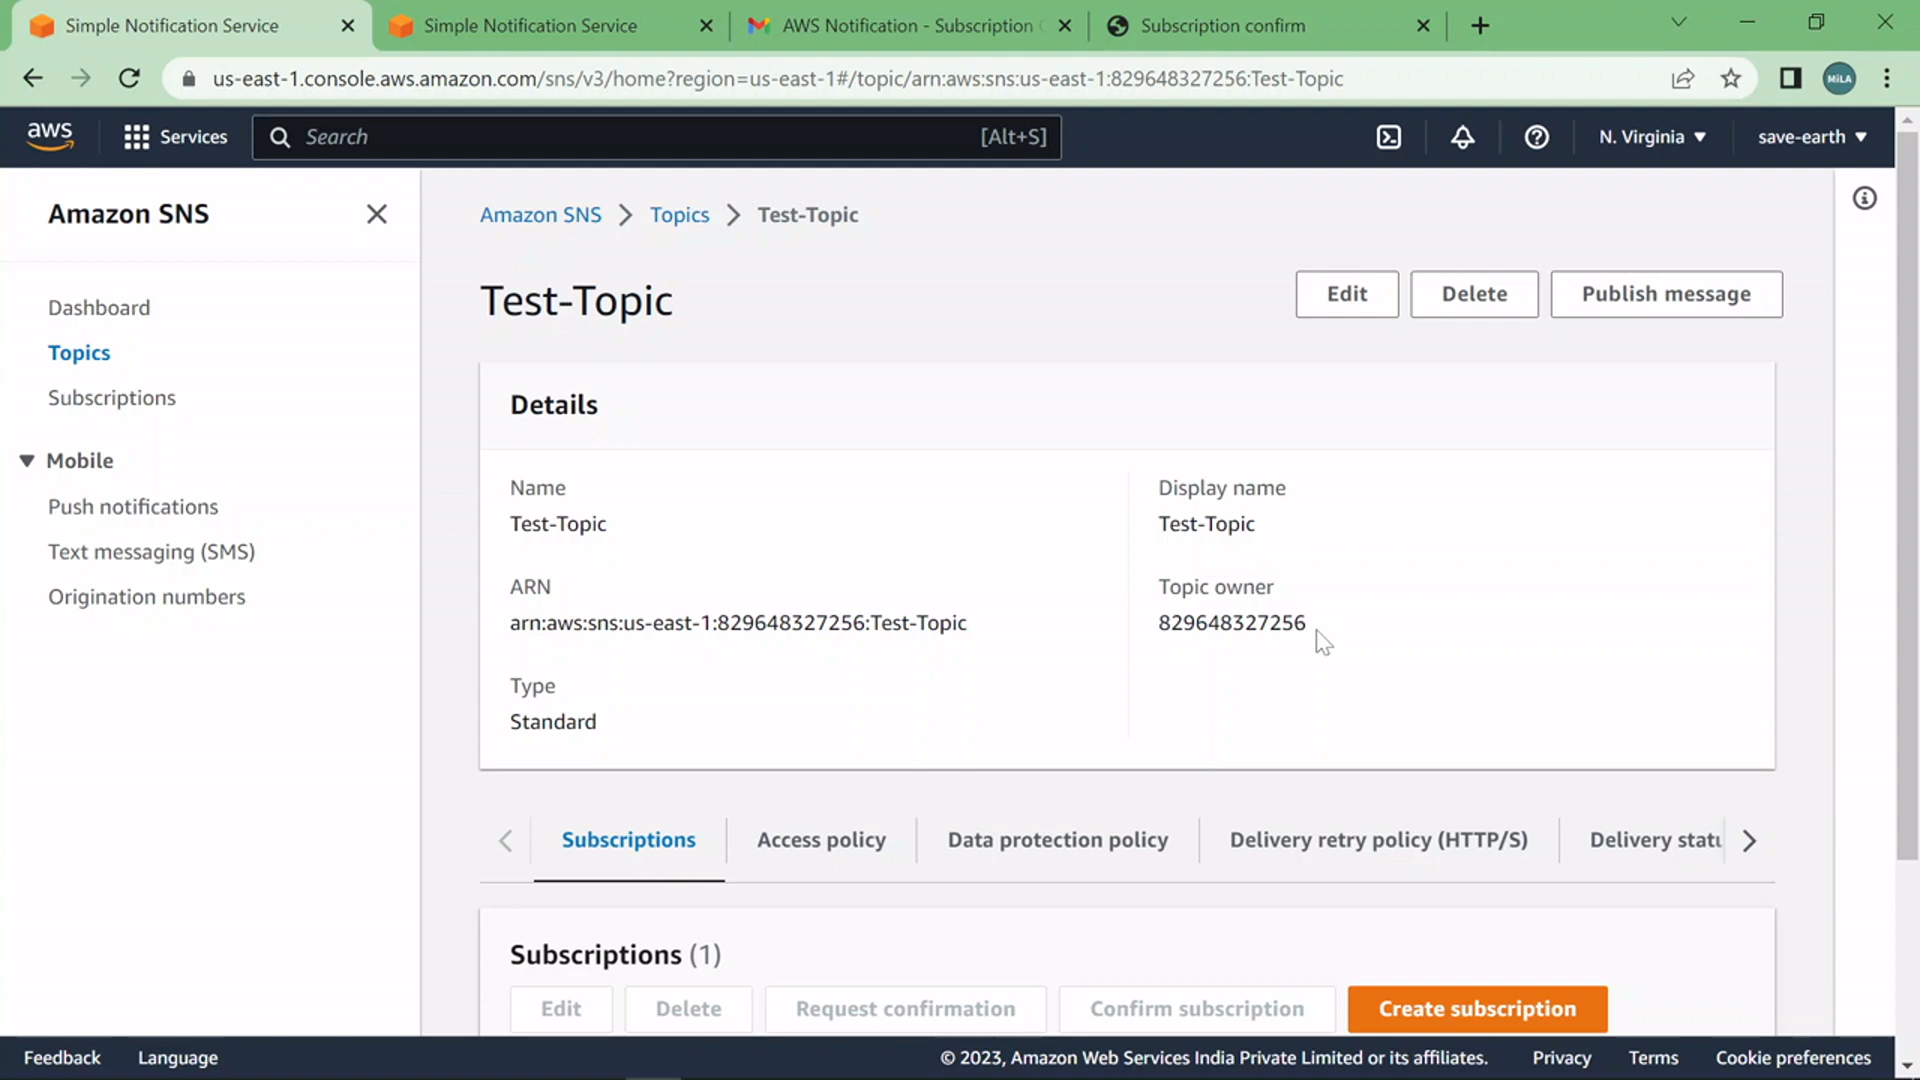 Simple Notification Service
Simple Notification Service
AWS Notification - Subscription
Subscription confirm
us-east-1.console.aws.amazon.com/sns/v3/home?region=us-east-1#/topic/arn:aws:sns:us-east-1:829648327256:Test-Topic
MiLA
aws
Services
Search
[Alt+S]
N. Virginia
save-earth
Amazon SNS
Dashboard
Topics
Subscriptions
Mobile
Push notifications
Text messaging (SMS)
Origination numbers
Amazon SNS > Topics > Test-Topic
Test-Topic
Edit
Delete
Publish message
Details
Name
Test-Topic
Display name
Test-Topic
ARN
arn:aws:sns:us-east-1:829648327256:Test-Topic
Topic owner
829648327256
Type
Standard
Subscriptions
Access policy
Data protection policy
Delivery retry policy (HTTP/S)
Delivery statu
Subscriptions (1)
Edit
Delete
Request confirmation
Confirm subscription
Create subscription
Feedback
Language
© 2023, Amazon Web Services India Private Limited or its affiliates.
Privacy
Terms
Cookie preferences